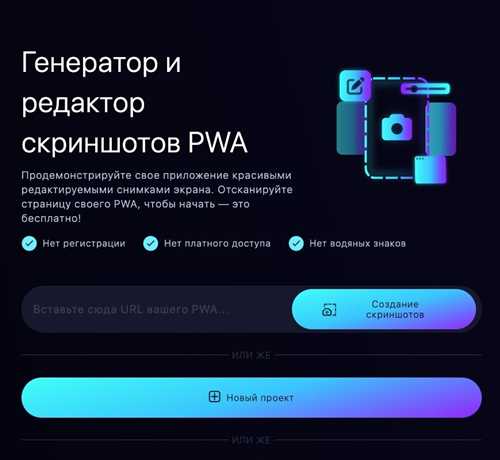 Генератор и
редактор
скриншотов PWA
Продемонстрируйте свое приложение красивыми
редактируемыми снимками экрана. Отсканируйте
страницу своего PWA, чтобы начать — это
бесплатно!
Нет регистрации Нет платного доступа Нет водяных знаков
Вставьте сюда URL вашего PWA...
Создание
скриншотов
ИЛИ ЖЕ
Новый проект
ИЛИ ЖЕ